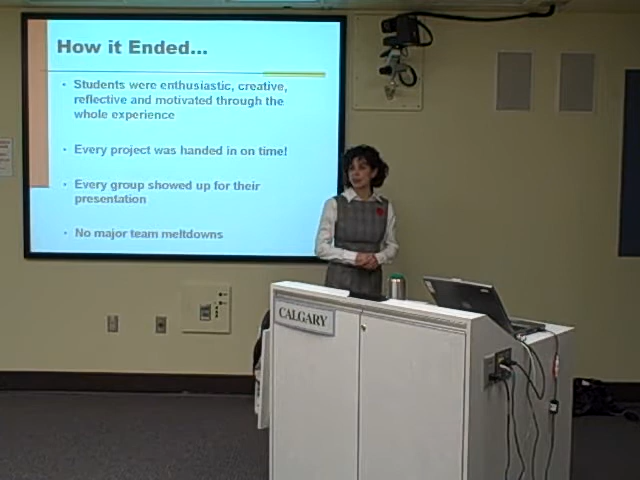 How it Ended...
• Students were enthusiastic, creative,
reflective and motivated through the
whole experience
• Every project was handed in on time!
• Every group showed up for their
presentation
• No major team meltdowns
CALGARY